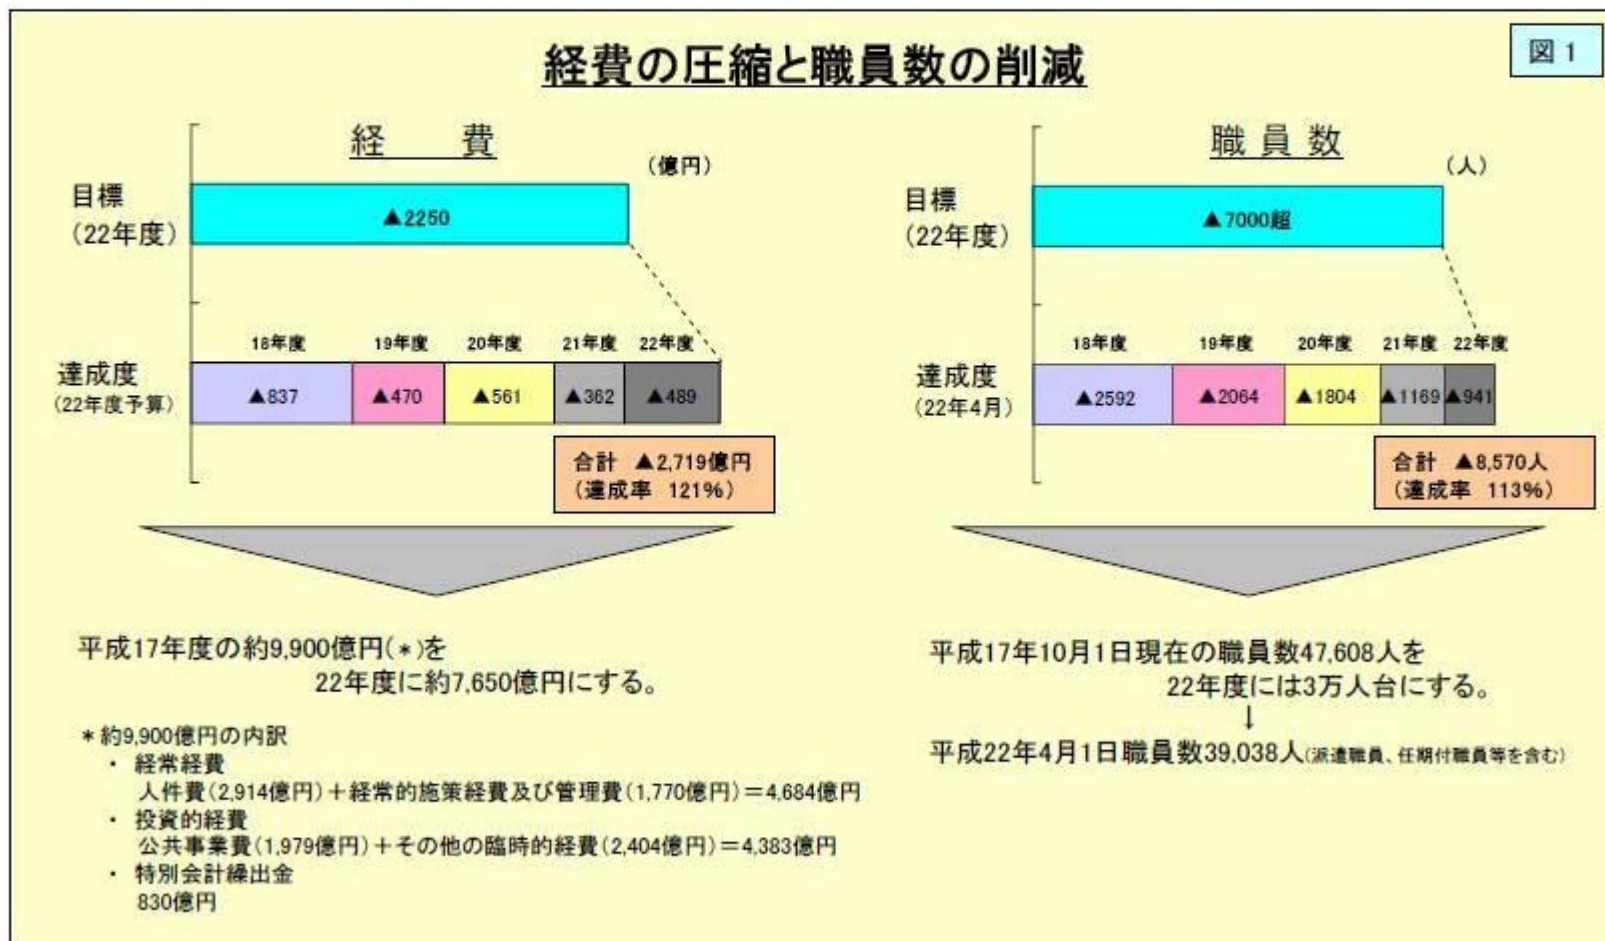 経費の圧縮と職員数の削減
図1
経 費
(億円)
目標
(22年度)
▲2250
18年度 19年度 20年度 21年度 22年度
達成度
(22年度予算)
▲837 ▲470 ▲561 ▲362 ▲489
合計 ▲2,719億円
(達成率 121%)
平成17年度の約9,900億円(*)を
22年度に約7,650億円にする。
*約9,900億円の内訳
・ 経常経費
人件費(2,914億円)+経常的施策経費及び管理費(1,770億円)=4,684億円
・ 投資的経費
公共事業費(1,979億円)+その他の臨時的経費(2,404億円)=4,383億円
・ 特別会計繰出金
830億円
職員数
(人)
目標
(22年度)
▲7000超
18年度 19年度 20年度 21年度 22年度
達成度
(22年4月)
▲2592 ▲2064 ▲1804 ▲1169 ▲941
合計 ▲8,570人
(達成率 113%)
平成17年10月1日現在の職員数47,608人を
22年度には3万人台にする。
↓
平成22年4月1日職員数39,038人(派遣職員、任期付職員等を含む)